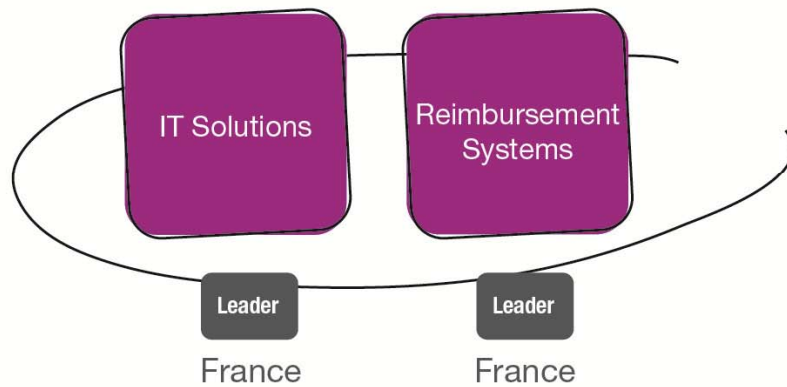 IT Solutions
Reimbursement
Systems
Leader
Leader
France
France